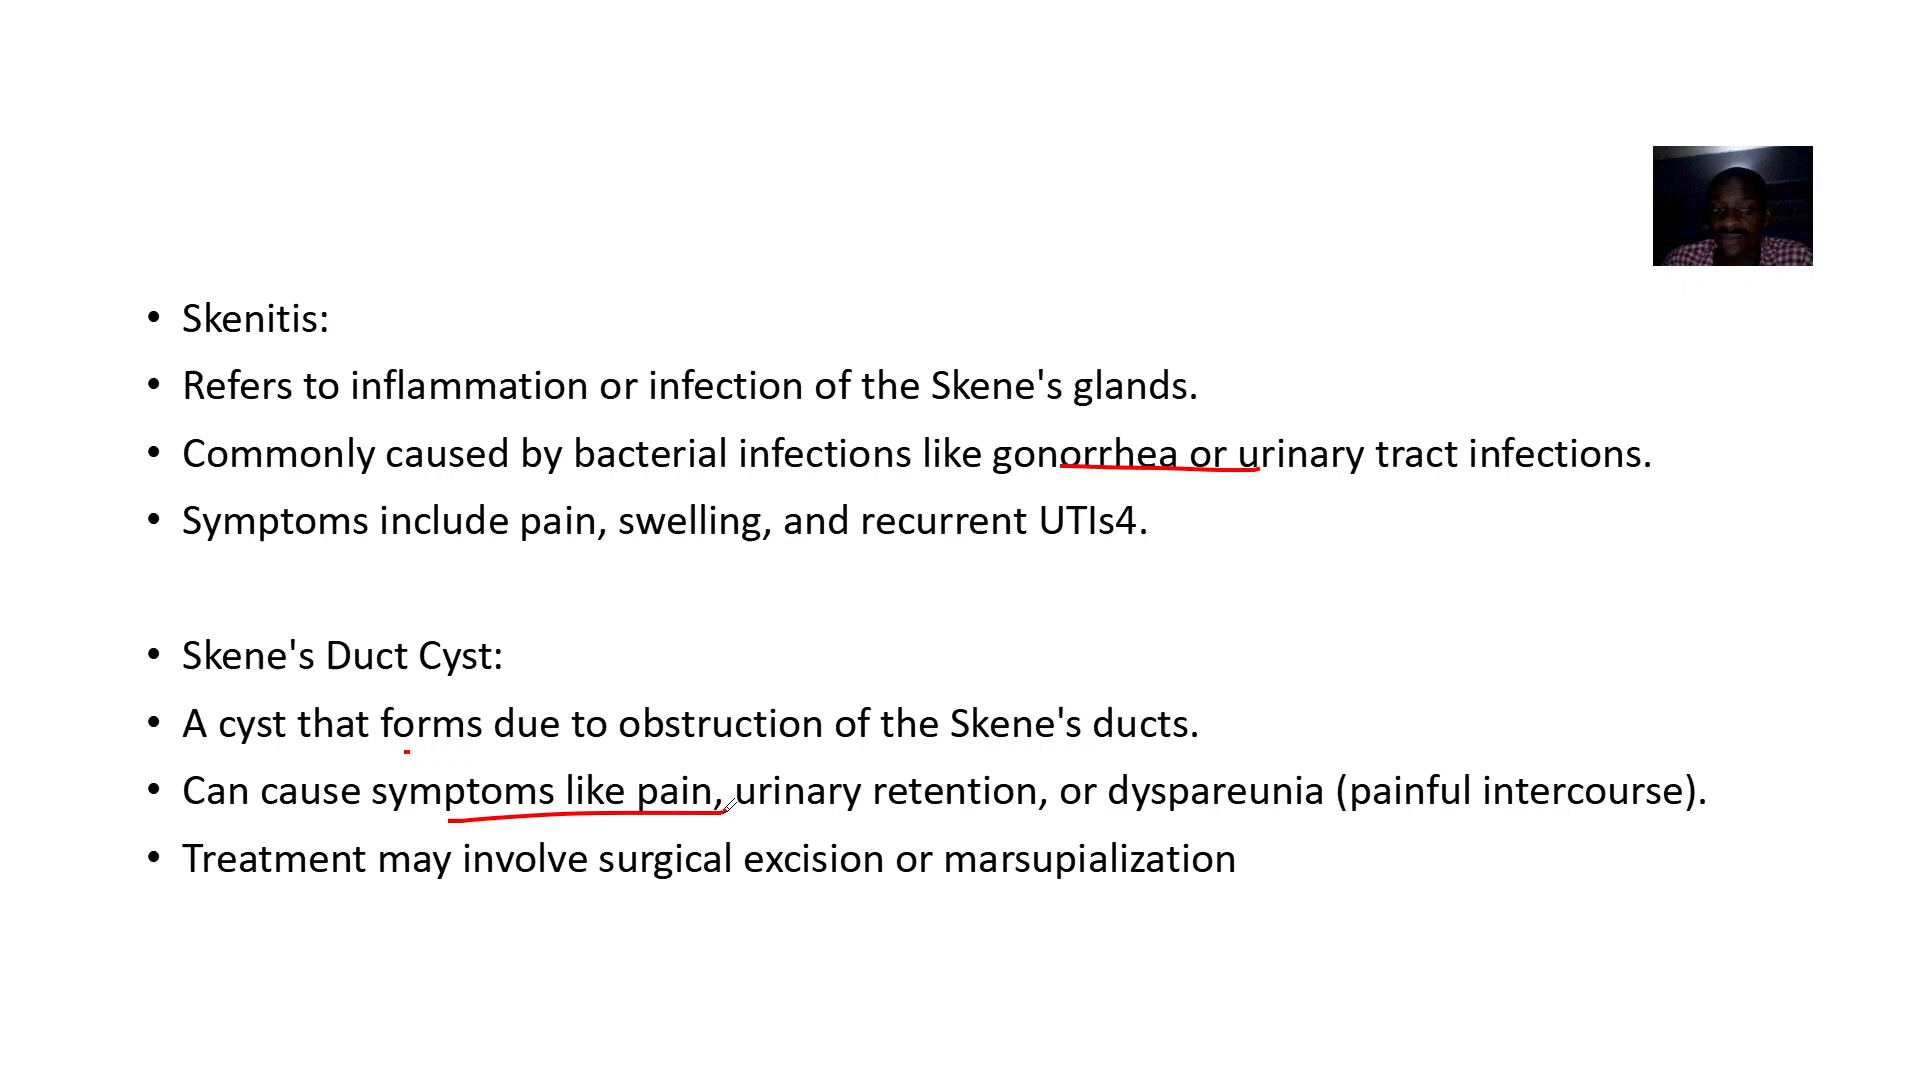 • Skenitis:
• Refers to inflammation or infection of the Skene's glands.
• Commonly caused by bacterial infections like gonorrhea or urinary tract infections.
• Symptoms include pain, swelling, and recurrent UTIs4.
• Skene's Duct Cyst:
• A cyst that forms due to obstruction of the Skene's ducts.
• Can cause symptoms like pain, urinary retention, or dyspareunia (painful intercourse).
• Treatment may involve surgical excision or marsupialization